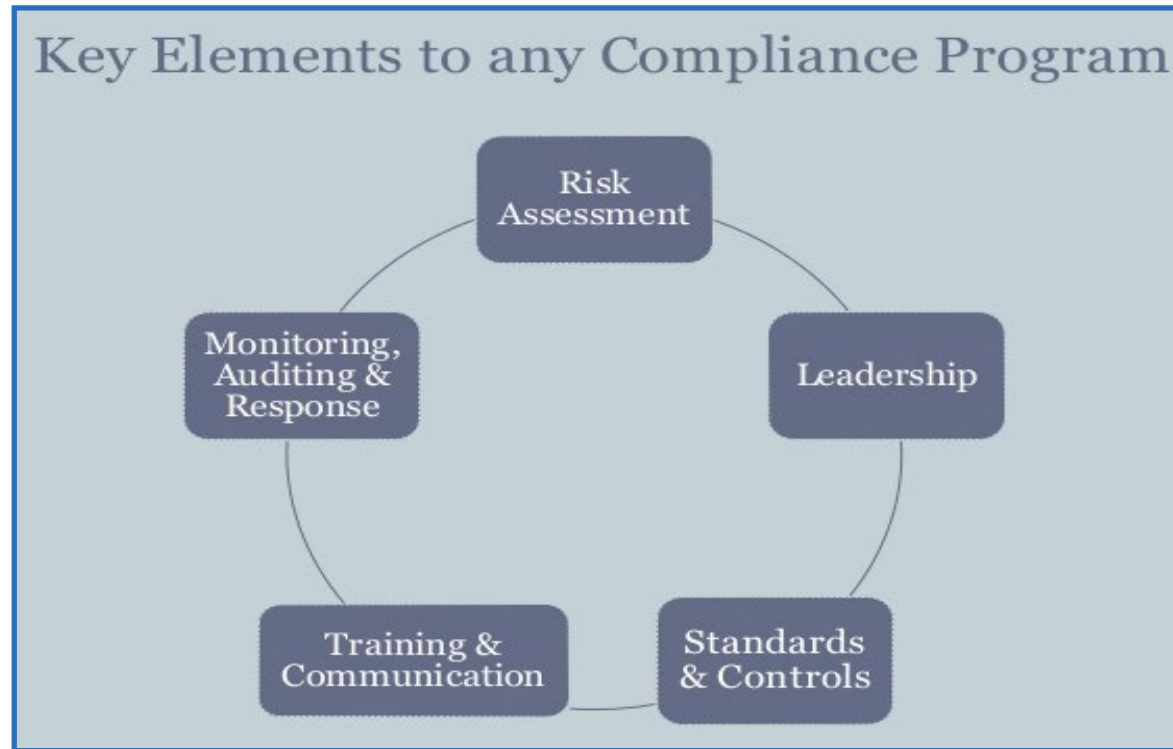 Key Elements to any Compliance Program
Risk
Assessment
Leadership
Standards
& Controls
Training &
Communication
Monitoring,
Auditing &
Response